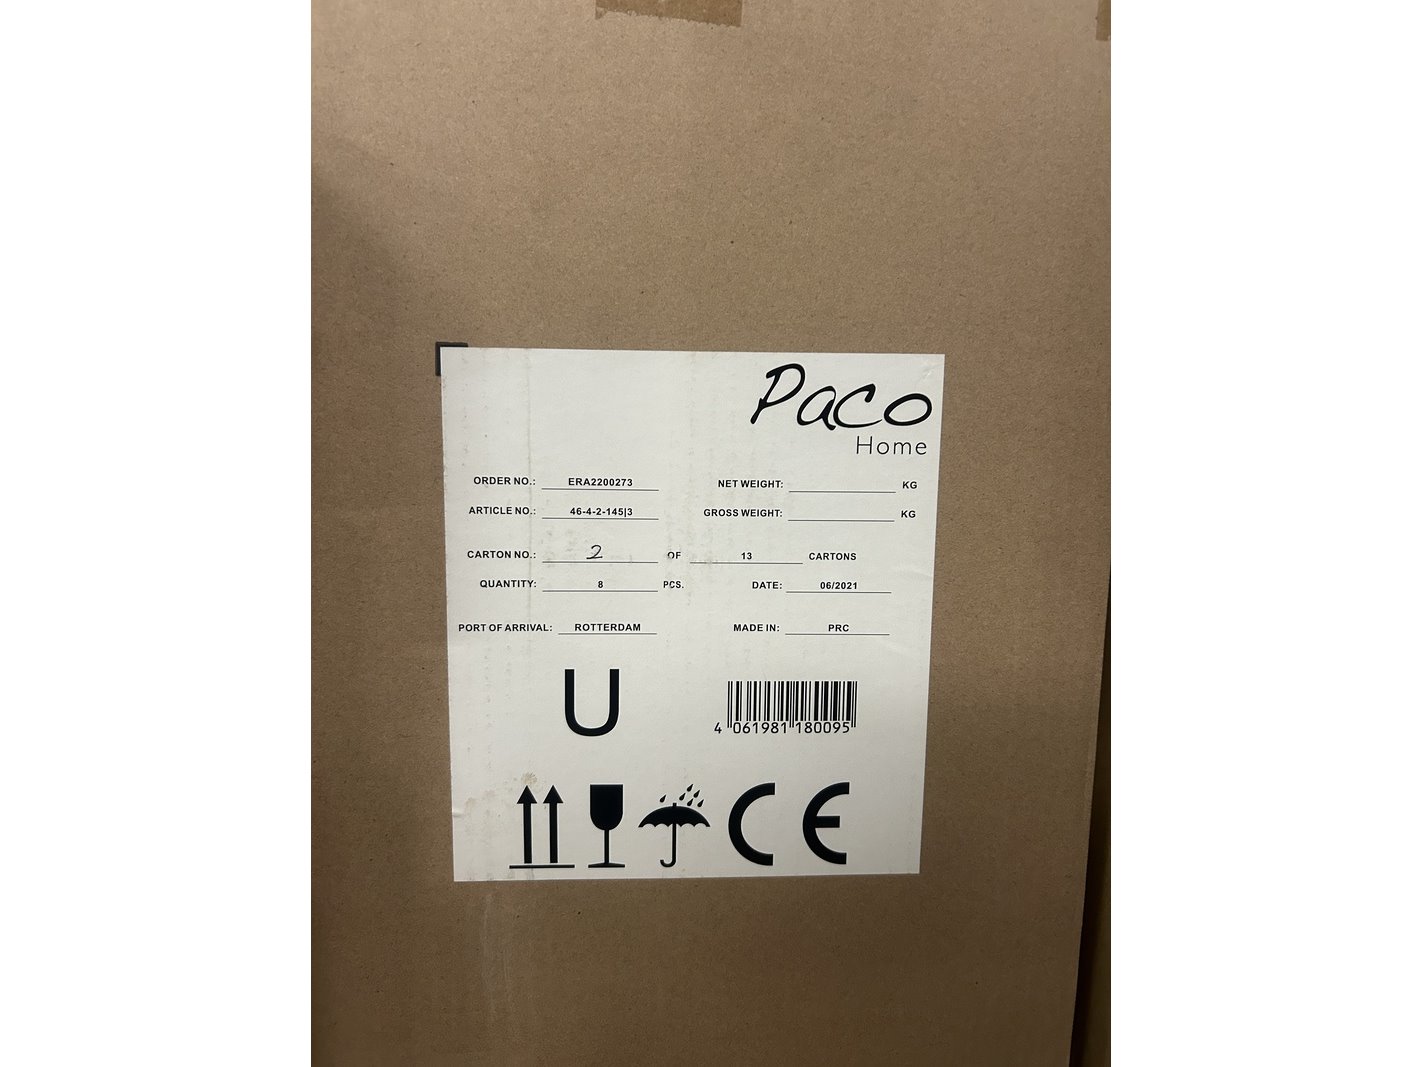 Paco
Home
ORDER NO.: ERA2200273 NET WEIGHT: KG
ARTICLE NO.: 46-4-2-145|3 GROSS WEIGHT: KG
CARTON NO.: 2 OF 13 CARTONS
QUANTITY: 8 PCS. DATE: 06/2021
PORT OF ARRIVAL: ROTTERDAM MADE IN: PRC
U
4 061981 180095
CE